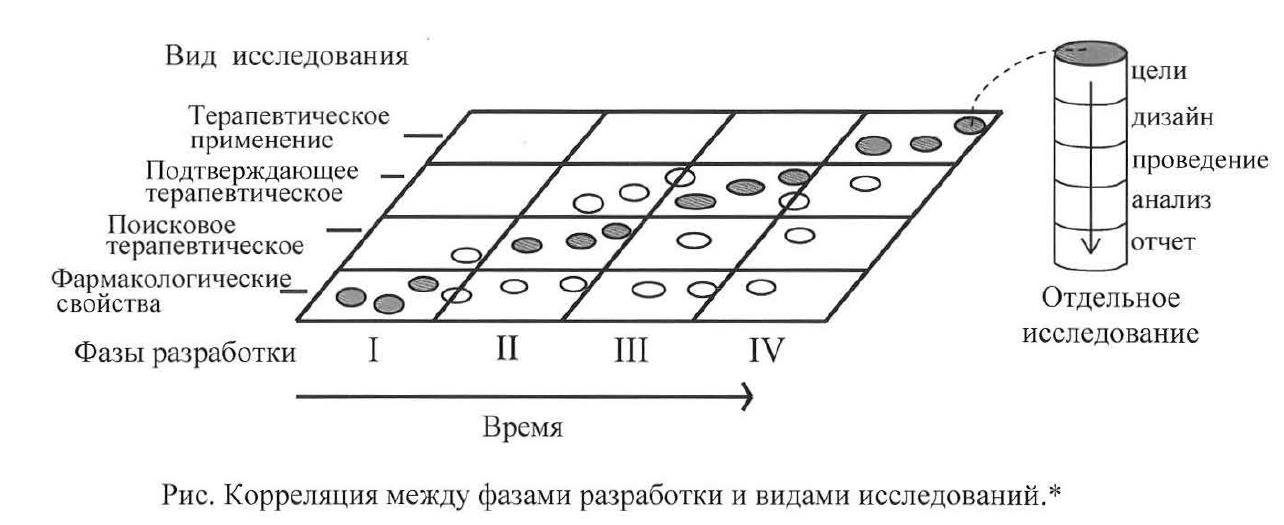 Вид исследования
Терапевтическое
применение
Подтверждающее
терапевтическое
Поисковое
терапевтическое
Фармакологические
свойства
Фазы разработки I II III IV
Время
цели
дизайн
проведение
анализ
отчет
Отдельное
исследование
Рис. Корреляция между фазами разработки и видами исследований.*